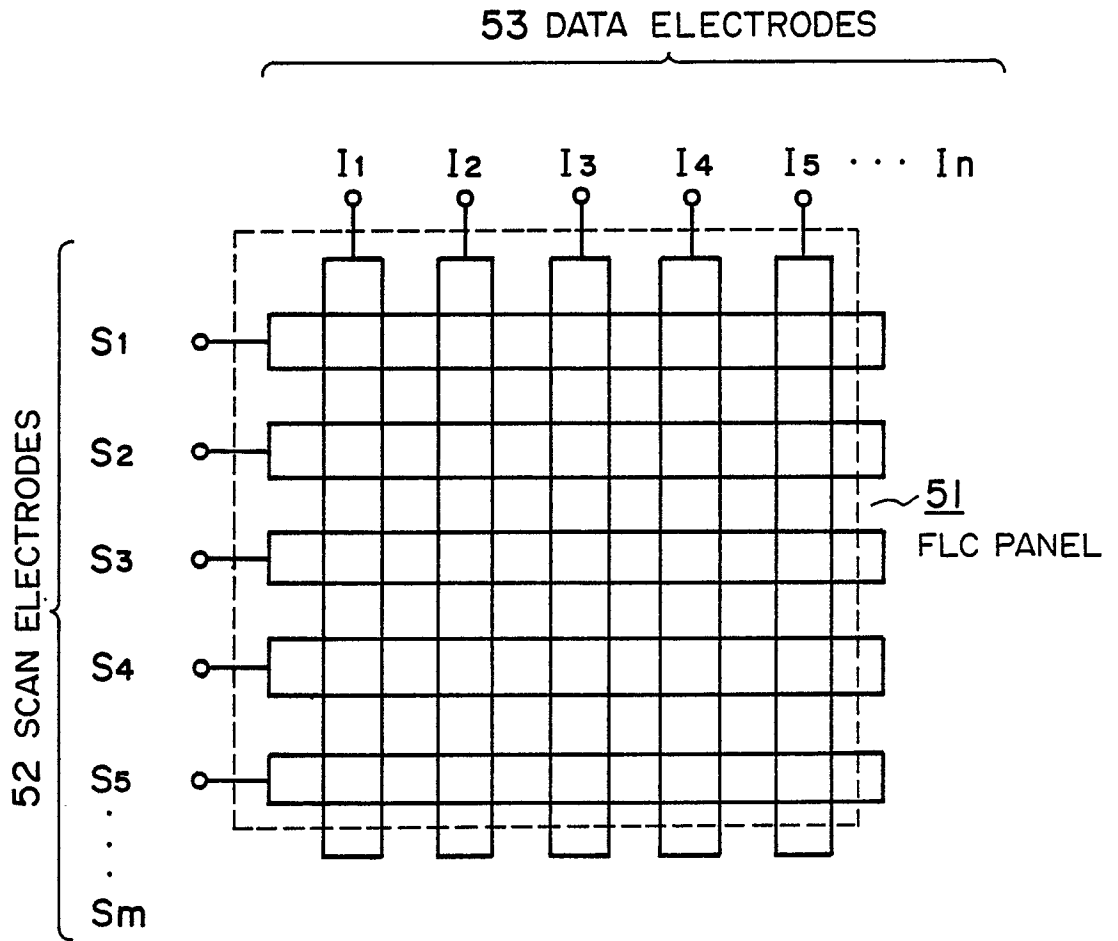 53 DATA ELECTRODES
I1 I2 I3 I4 I5 ···· In
52 SCAN ELECTRODES
S1
S2
S3
S4
S5
Sm
51
FLC PANEL